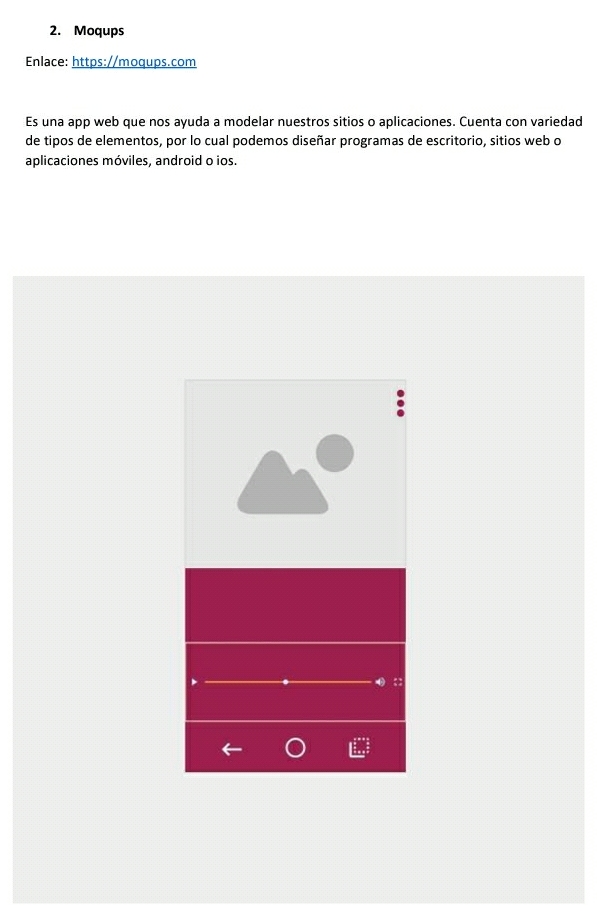 2. Moqups
Enlace: https://moqups.com
Es una app web que nos ayuda a modelar nuestros sitios o aplicaciones. Cuenta con variedad
de tipos de elementos, por lo cual podemos diseñar programas de escritorio, sitios web o
aplicaciones móviles, android o ios.